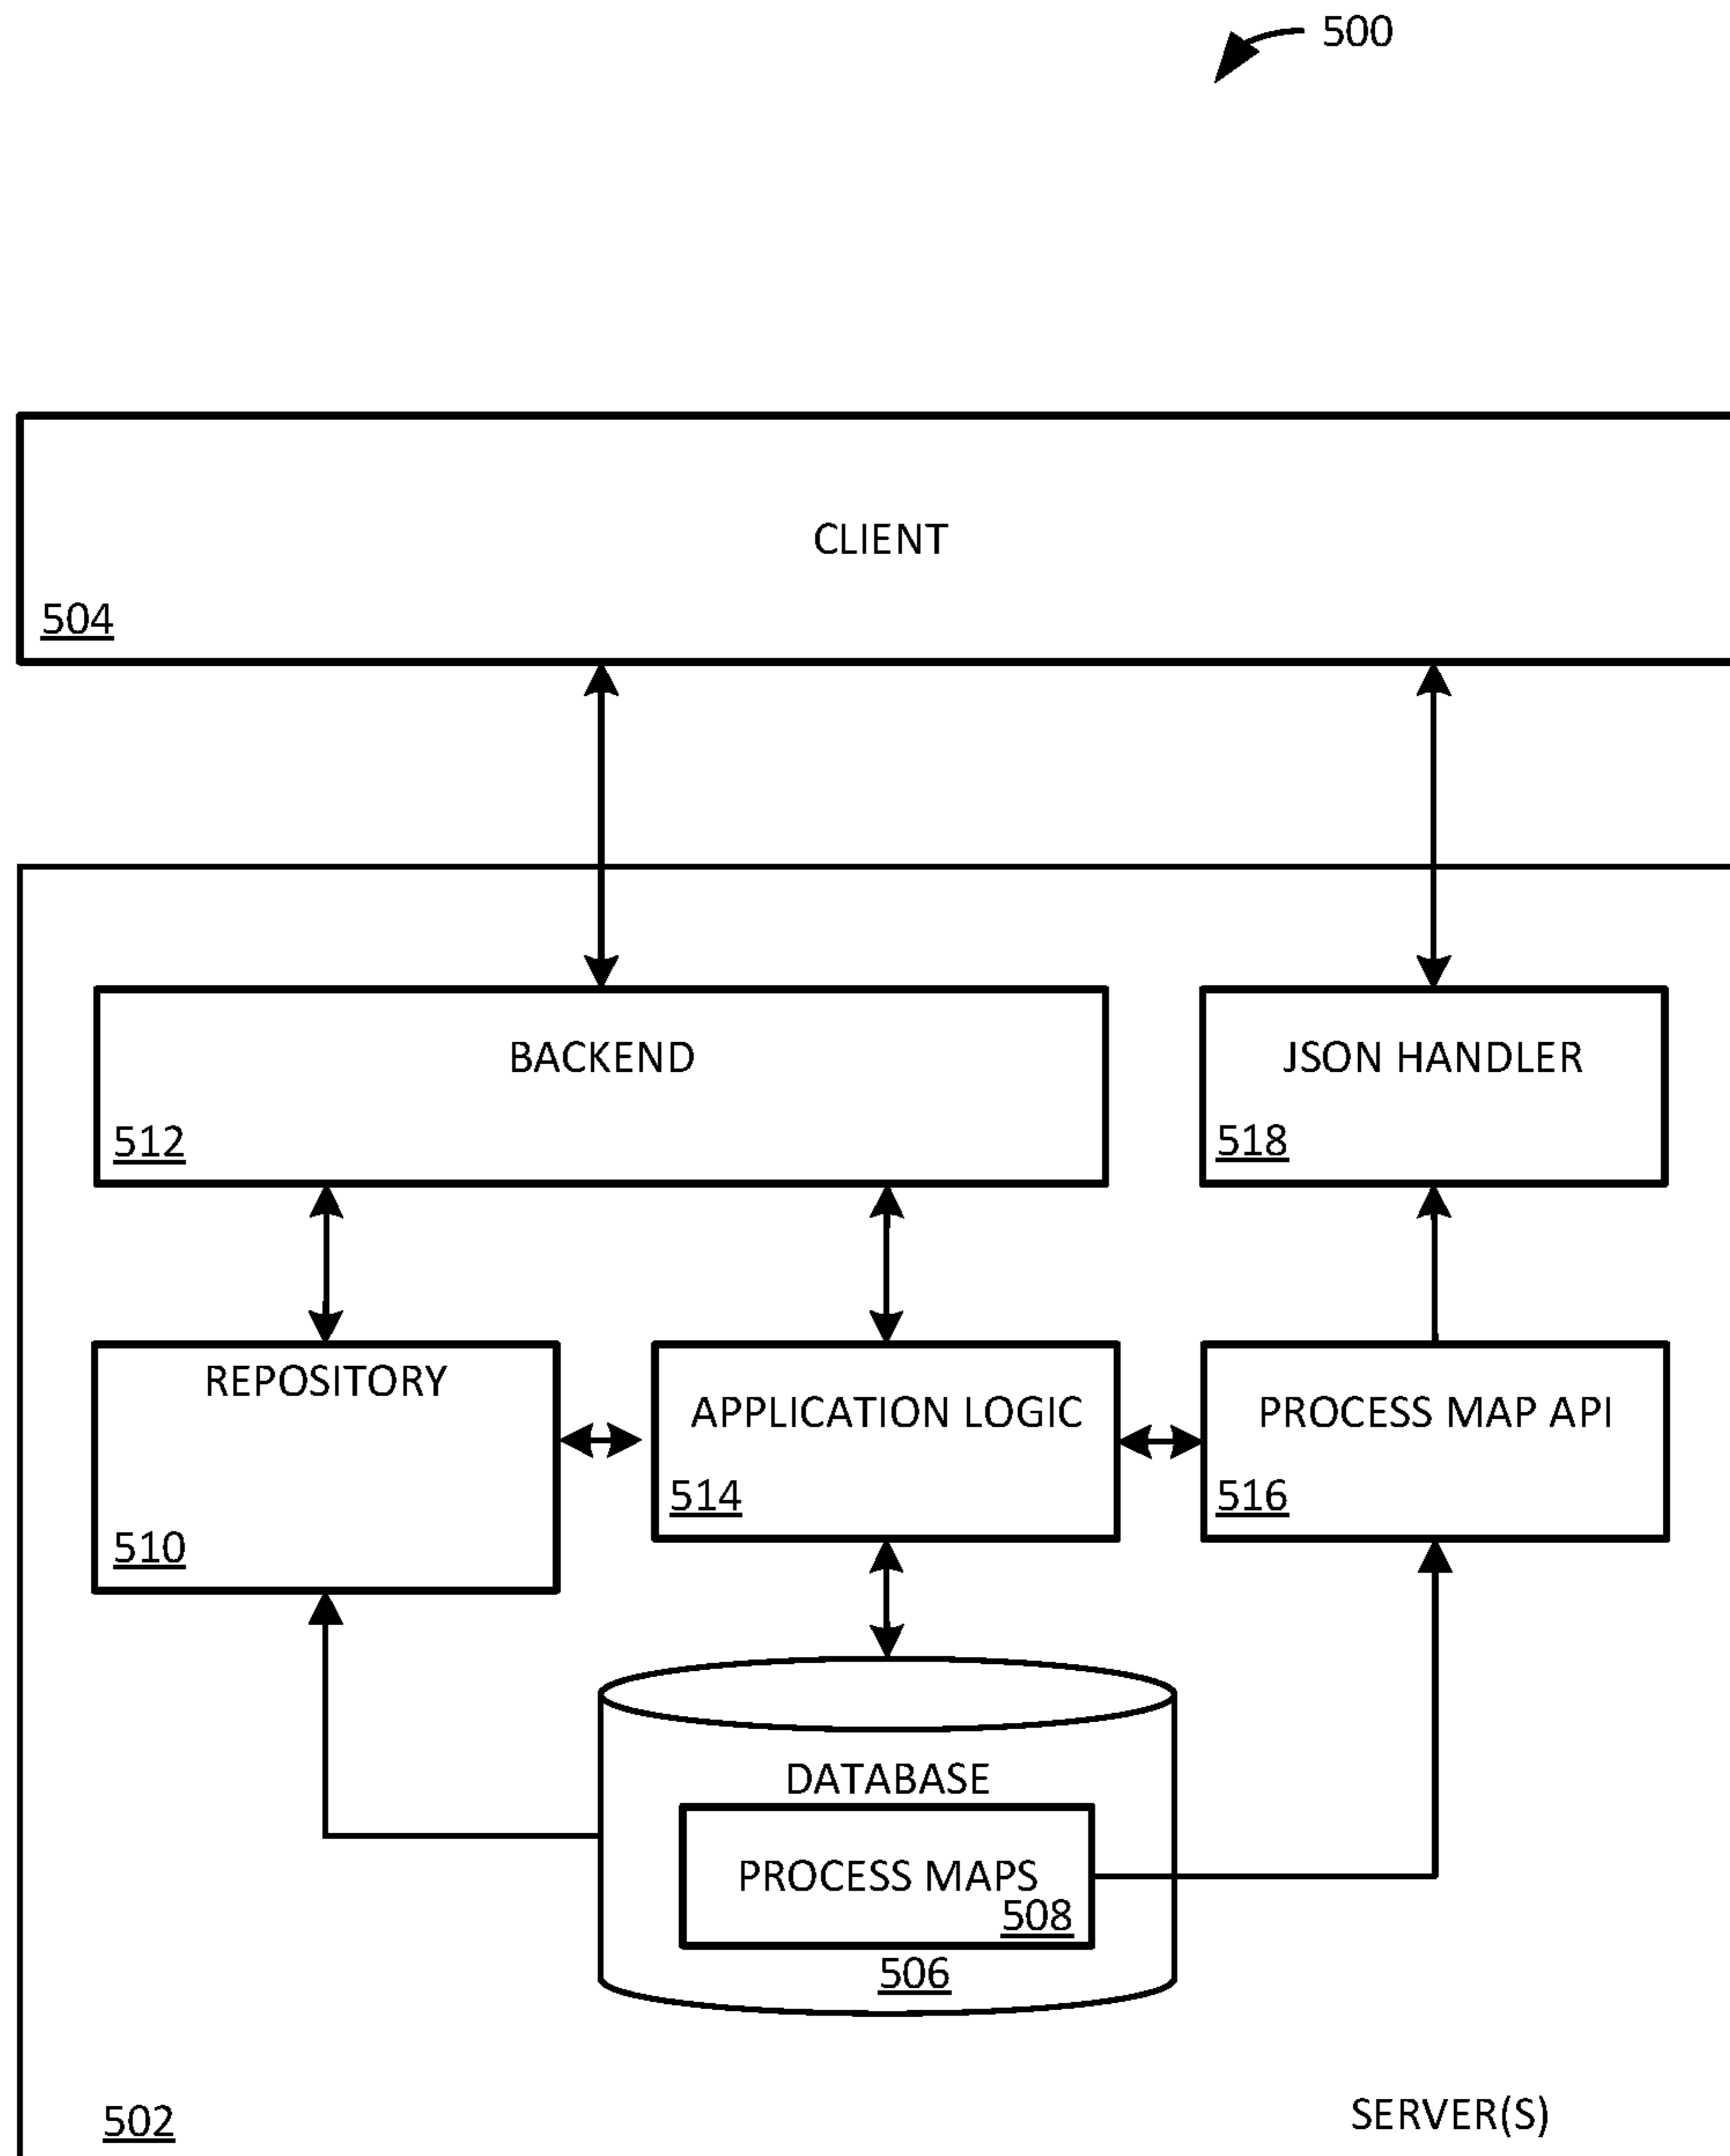 500
CLIENT
504
BACKEND
512
JSON HANDLER
518
REPOSITORY
510
APPLICATION LOGIC
514
PROCESS MAP API
516
DATABASE
PROCESS MAPS
508
506
502
SERVER(S)